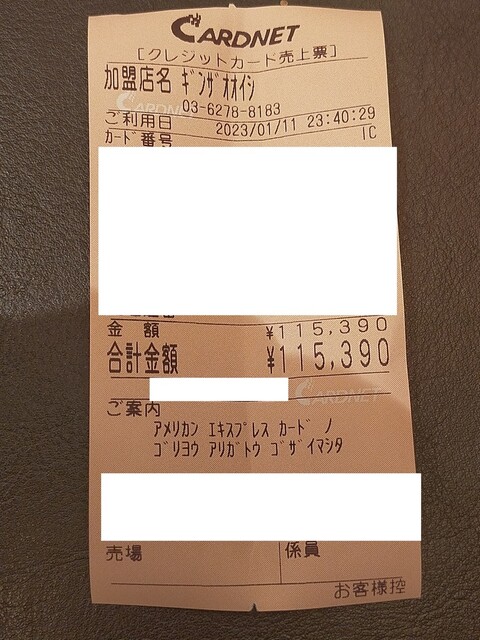 CARDNET
[クレジットカード売上票]
加盟店名 ギンザオオイシ
CARDNET
03-6278-8183
ご利用日 2023/01/11 23:40:29
カード番号 IC
金 額 ¥115,390
合計金額 ¥115,390
CARDNET
ご案内
アメリカン エキスプレス カード ノ
ゴリヨウ アリガトウ ゴザイマシタ
売場 係員
お客様控